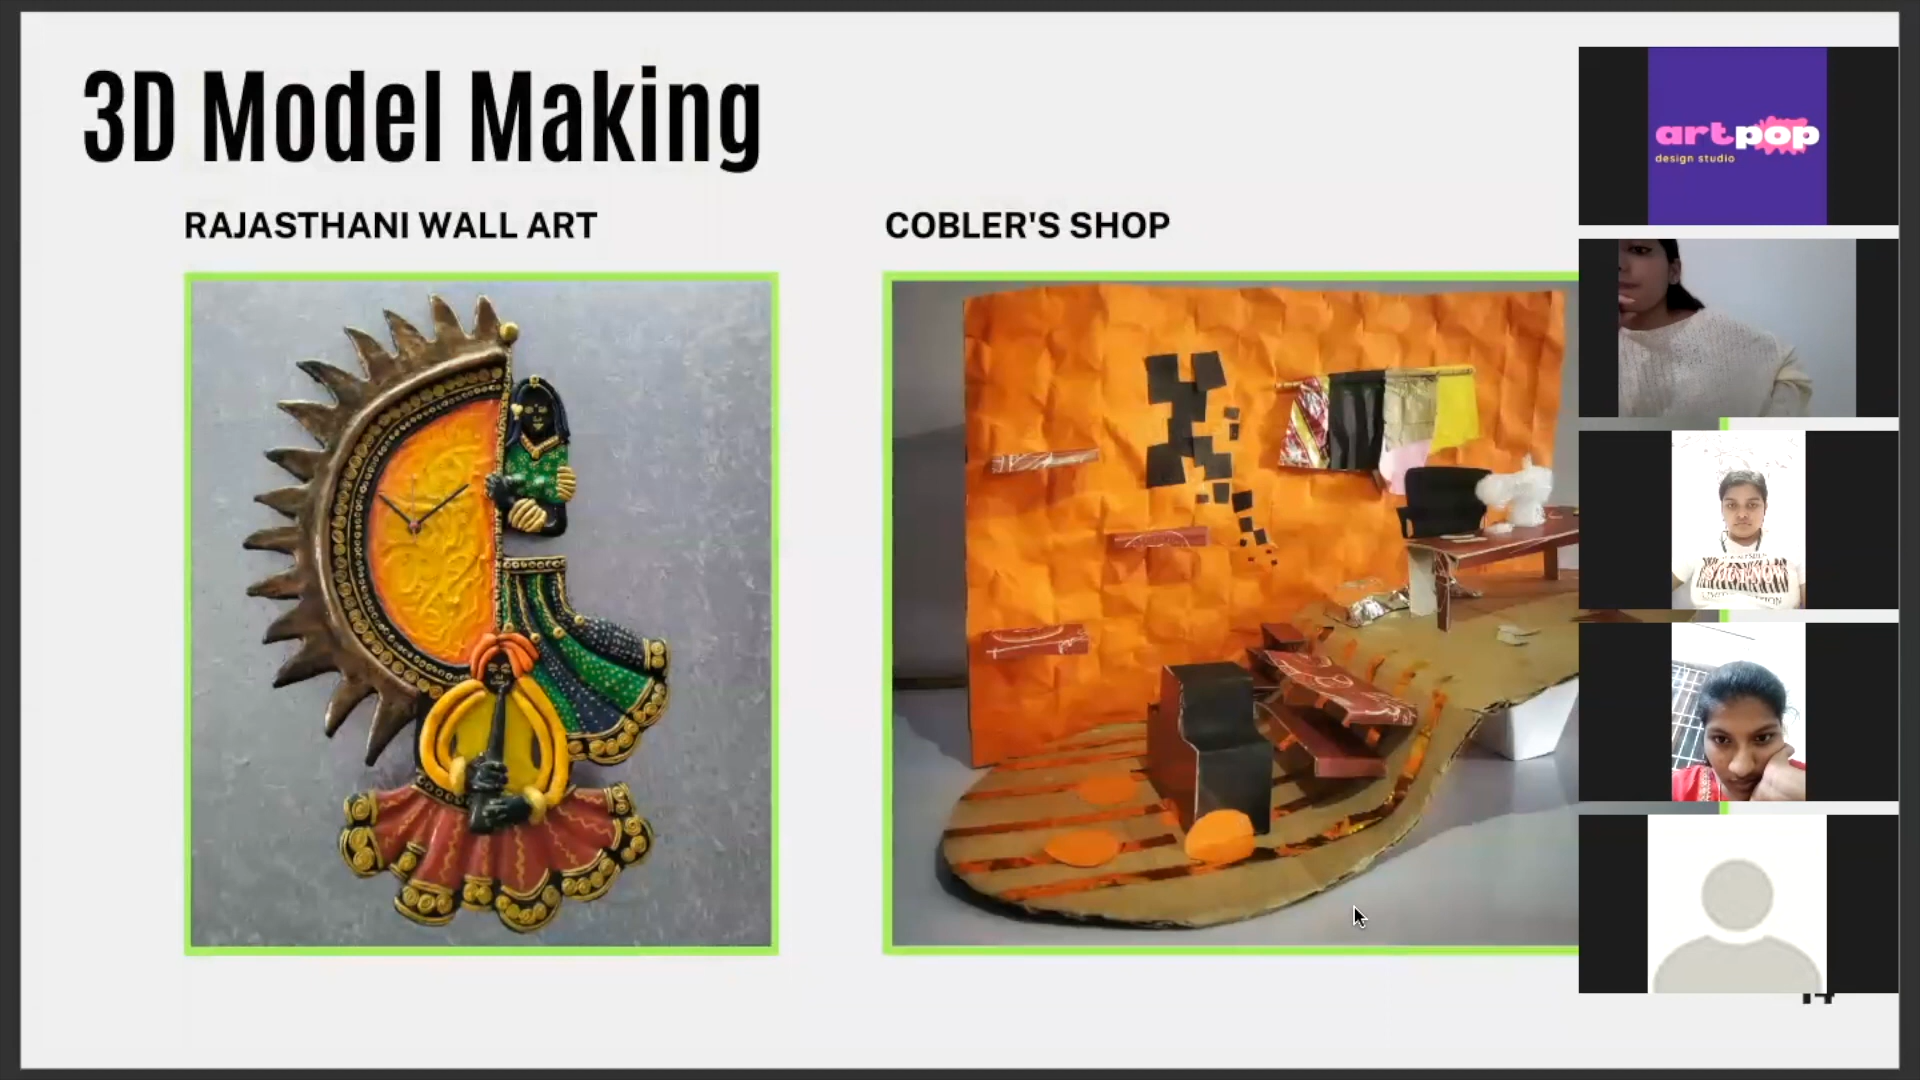 3D Model Making
RAJASTHANI WALL ART
COBLER'S SHOP
artpop
design studio